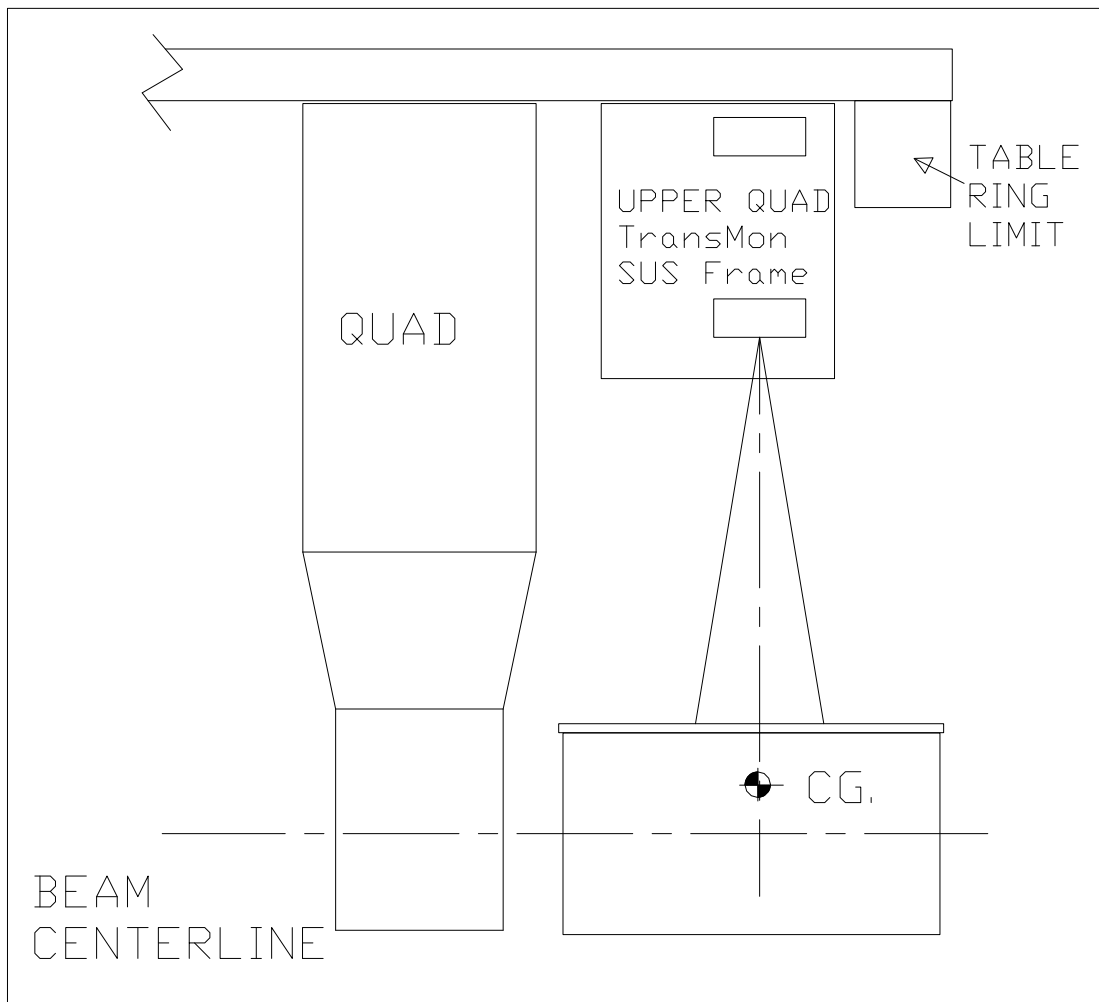 TABLE
RING
LIMIT
UPPER QUAD
TransMon
SUS Frame
QUAD
CG.
BEAM
CENTERLINE